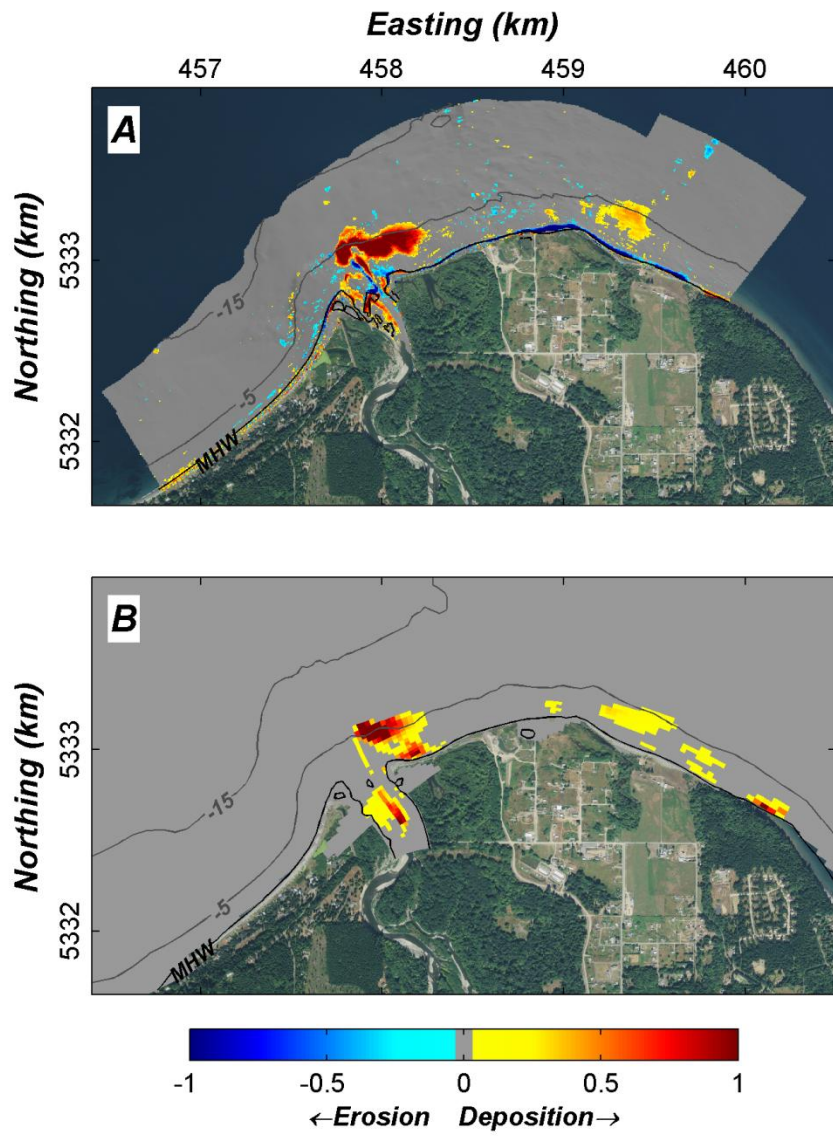 Easting (km)
457 458 459 460
A
Northing (km)
5333
5332
-15
-5
MHW
B
Northing (km)
5333
5332
-15
-5
MHW
-1 -0.5 0 0.5 1
←Erosion Deposition→